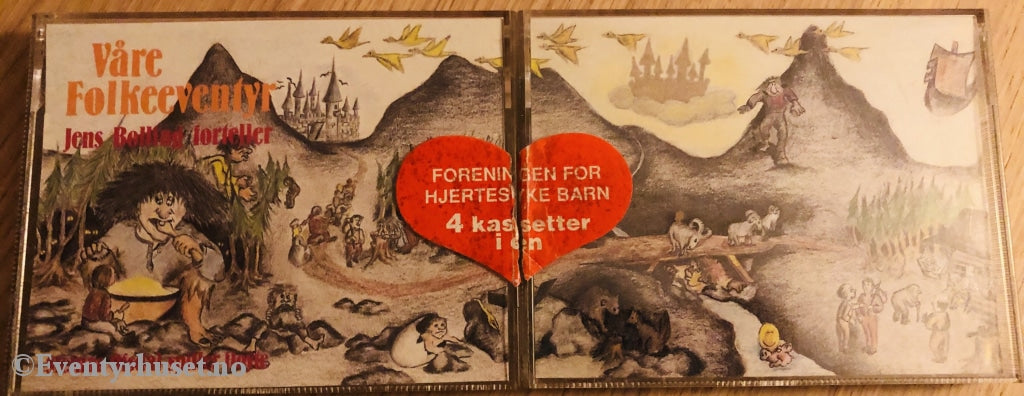 Våre
Folkeeventyr
Jens Bolling forteller
FORENINGEN FOR
HJERTESYKE BARN
4 kassetter
i en
©Eventyrhuset.no